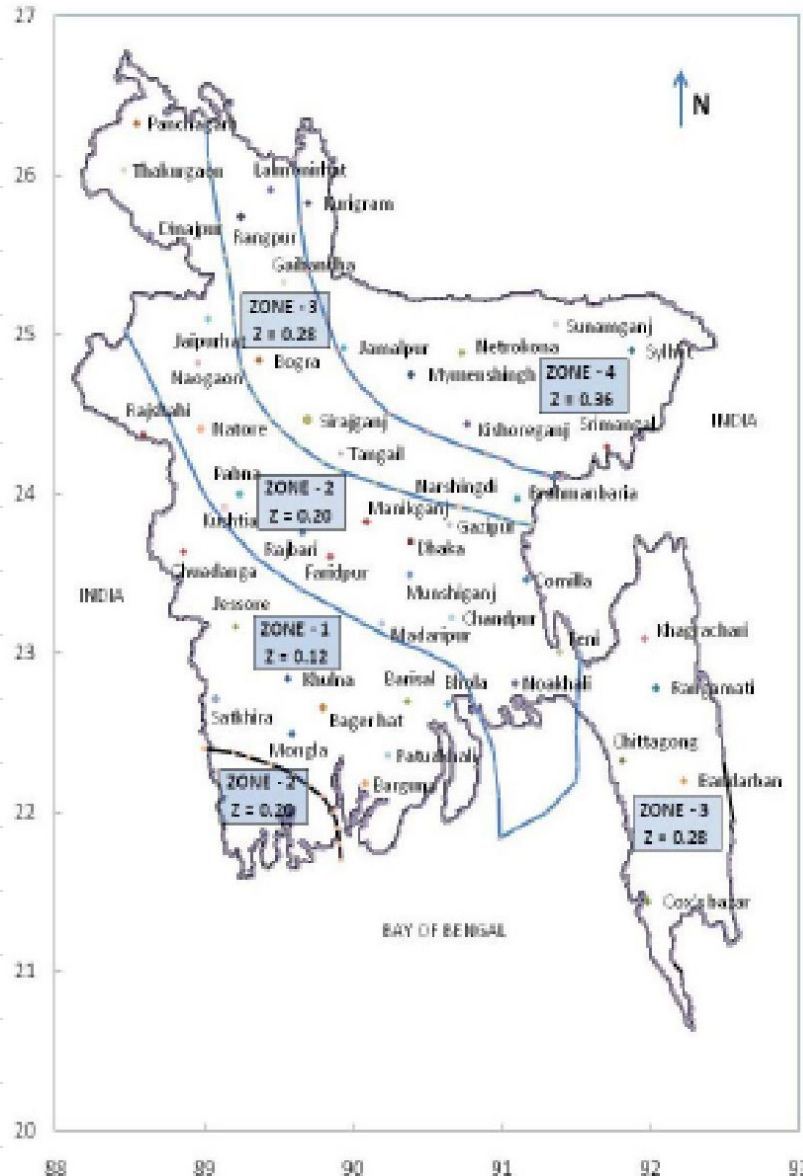 27
N
Panchagarh
26
Thakurgaon
Lalmonirhat
Kurigram
Dinajpur
Rangpur
Gaibandha
ZONE - 3
Z = 0.28
Sunamganj
25
Jaipurhat
Jamalpur
Netrokona
Sylhet
Bogra
Mymenshingh
Naogaon
ZONE - 4
Z = 0.36
Rajshahi
Natore
Sirajganj
Kishoreganj
Srimangal
INDIA
Tangail
Pabna
Narshingdi
24
ZONE - 2
Z = 0.20
Manikganj
Brahmanbaria
Kushtia
Gazipur
Rajbari
Dhaka
Chuadanga
Faridpur
Munshiganj
Comilla
INDIA
Jessore
Chandpur
ZONE - 1
Z = 0.12
Madaripur
Feni
Khagrachari
23
Khulna
Barisal
Bhola
Noakhali
Rangamati
Satkhira
Bagerhat
Mongla
Patuakhali
Chittagong
ZONE - 2
Z = 0.20
Barguna
Bandarban
22
ZONE - 3
Z = 0.28
Cox's bazar
BAY OF BENGAL
21
20
88
89
90
91
92
93